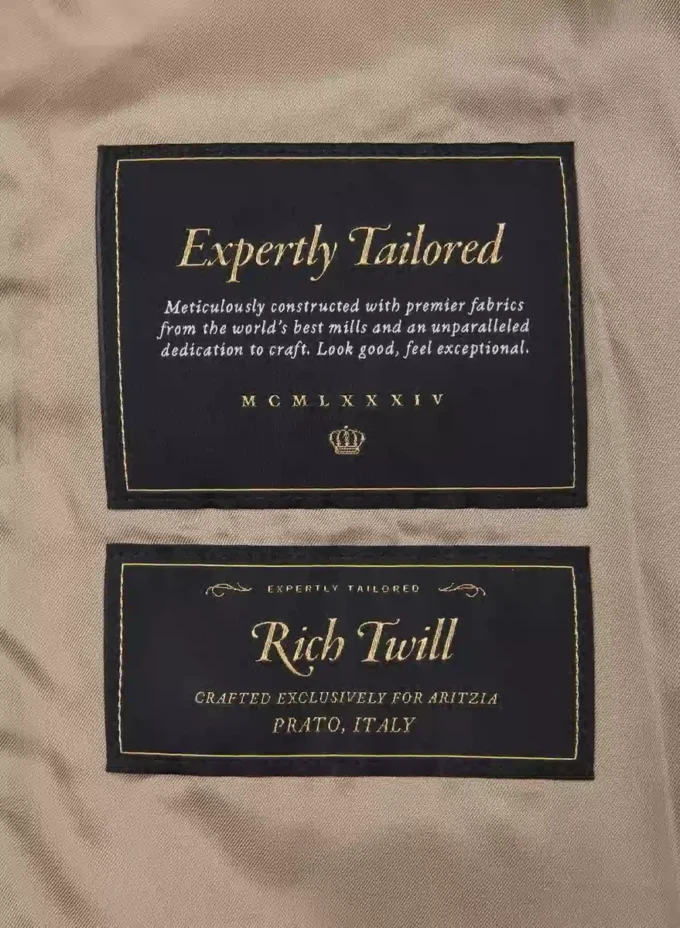 Expertly Tailored
Meticulously constructed with premier fabrics
from the world's best mills and an unparalleled
dedication to craft. Look good, feel exceptional.
MCMLXXXIV
EXPERTLY TAILORED
Rich Twill
CRAFTED EXCLUSIVELY FOR ARITZIA
PRATO, ITALY